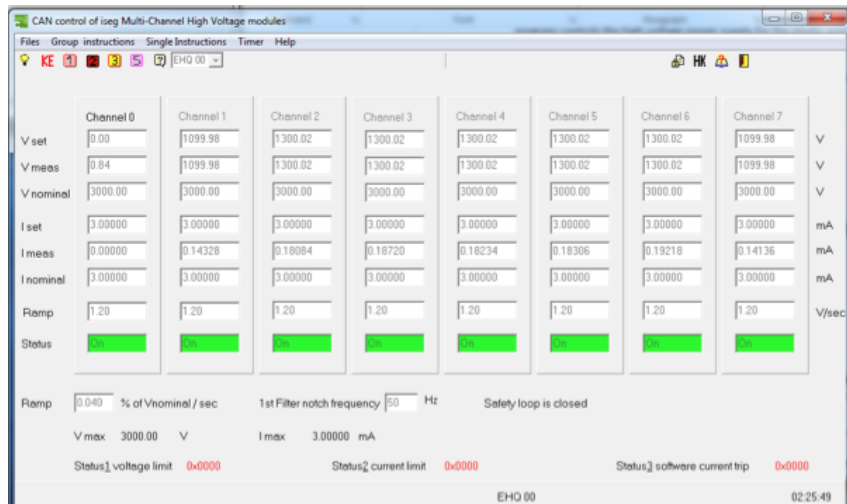 CAN control of iseg Multi-Channel High Voltage modules
Files Group instructions Single Instructions Timer Help
KE 1 2 3 5 ? EHQ 00 HK
Channel 0 Channel 1 Channel 2 Channel 3 Channel 4 Channel 5 Channel 6 Channel 7
V set 0.00 1099.98 1300.02 1300.02 1300.02 1300.02 1300.02 1099.98 V
V meas 0.84 1099.98 1300.02 1300.02 1300.02 1300.02 1300.02 1099.98 V
V nominal 3000.00 3000.00 3000.00 3000.00 3000.00 3000.00 3000.00 3000.00 V
I set 3.00000 3.00000 3.00000 3.00000 3.00000 3.00000 3.00000 3.00000 mA
I meas 0.00000 0.14328 0.18084 0.18720 0.18234 0.18306 0.19218 0.14136 mA
I nominal 3.00000 3.00000 3.00000 3.00000 3.00000 3.00000 3.00000 3.00000 mA
Ramp 1.20 1.20 1.20 1.20 1.20 1.20 1.20 1.20 V/sec
Status On On On On On On On On
Ramp 0.040 % of Vnominal / sec 1st Filter notch frequency 50 Hz Safety loop is closed
V max 3000.00 V I max 3.00000 mA
Status1 voltage limit 0x0000 Status2 current limit 0x0000 Status3 software current trip 0x0000
EHQ 00 02:25:49